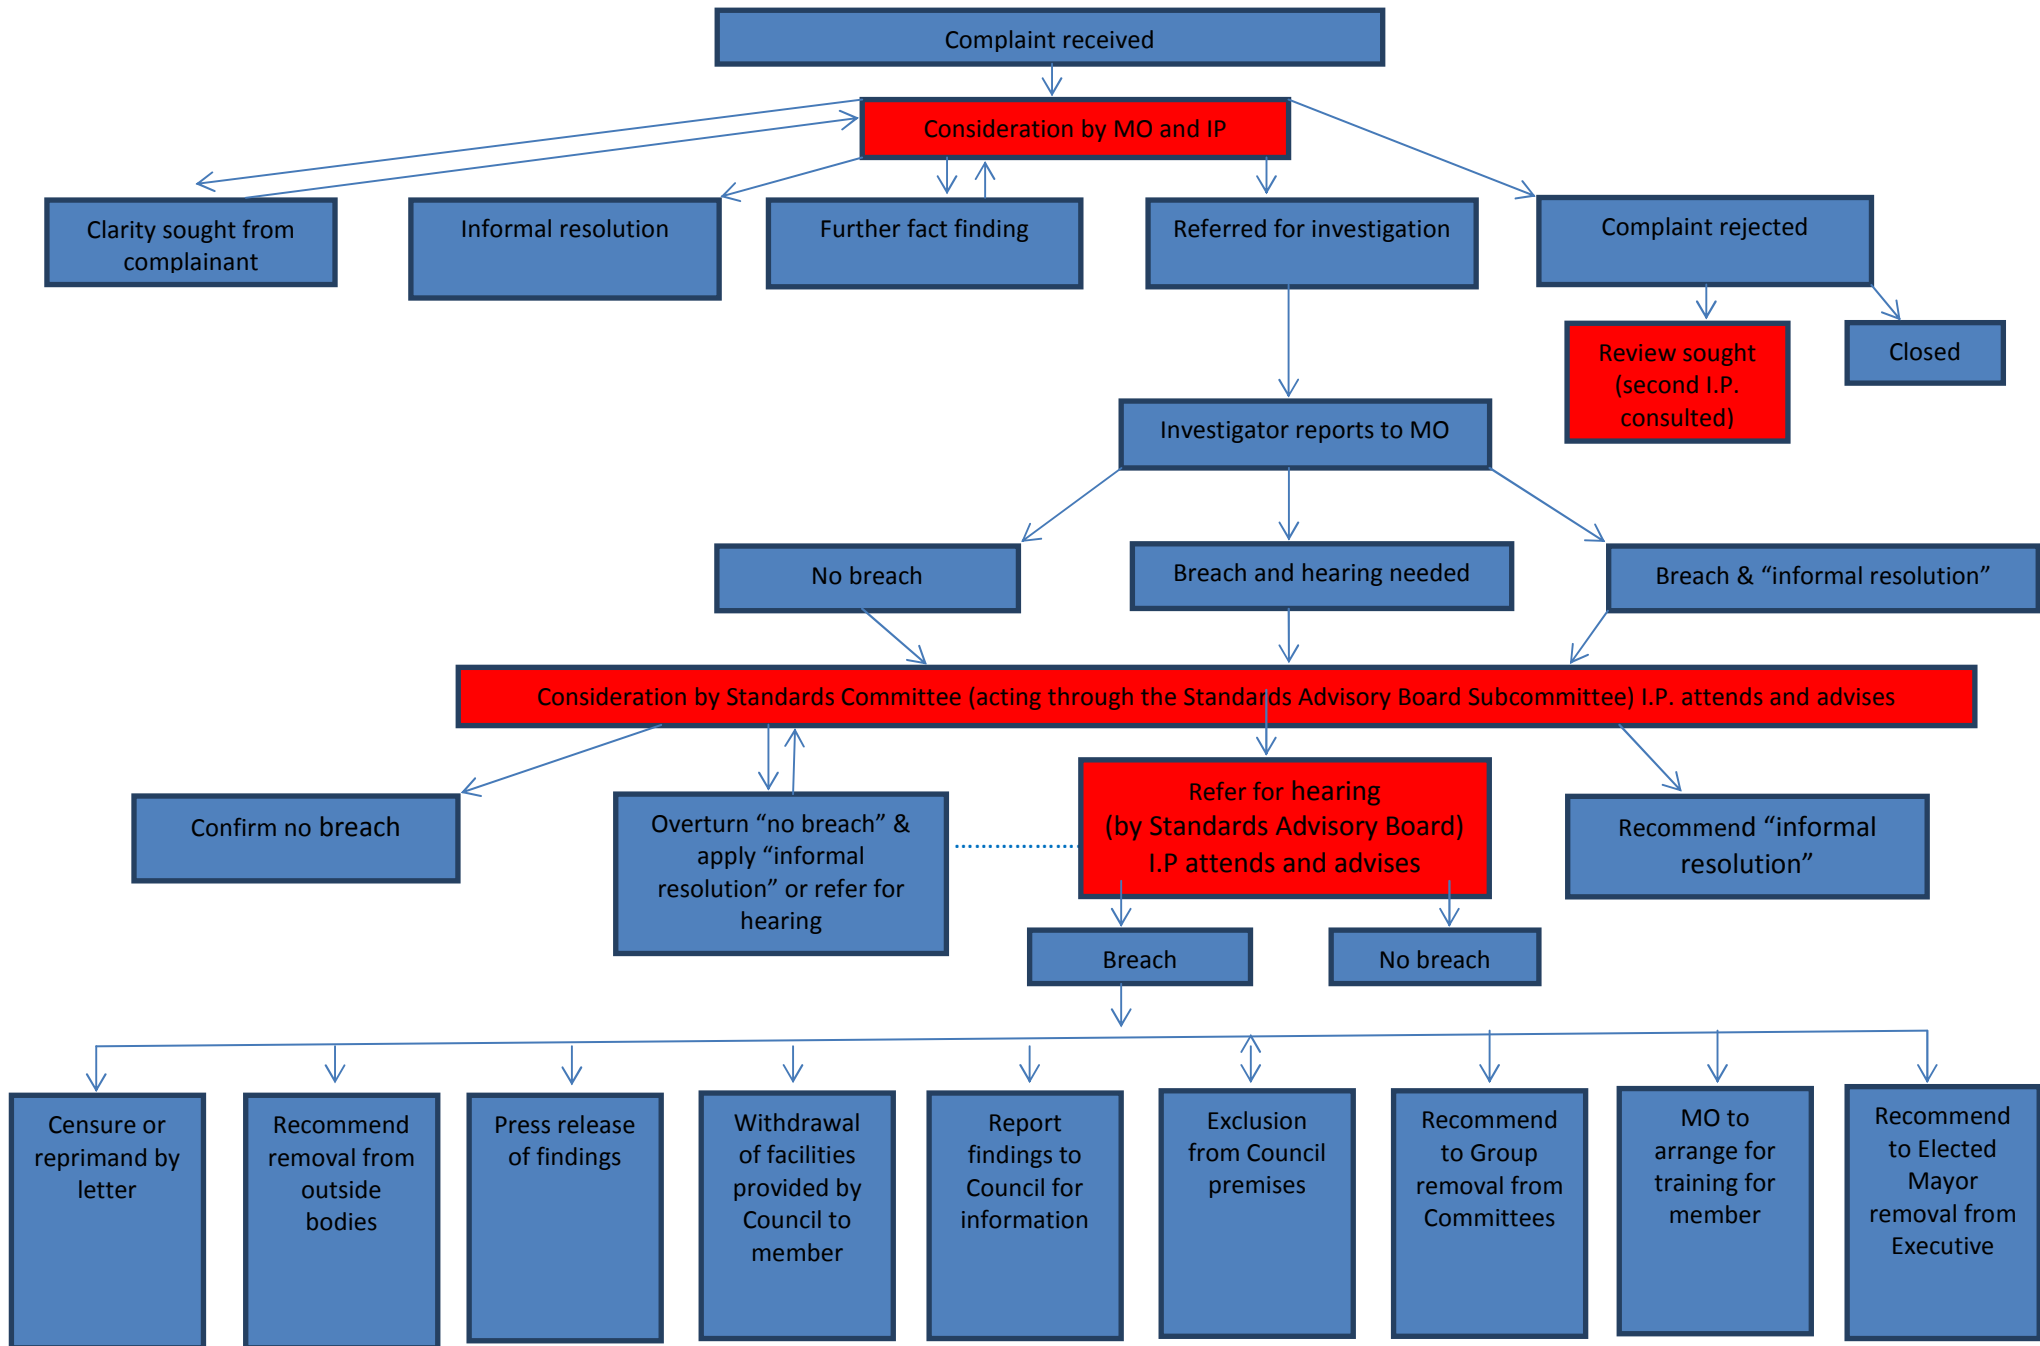 Complaint received
Consideration by MO and IP
Clarity sought from
complainant
Informal resolution
Further fact finding
Referred for investigation
Complaint rejected
Review sought
(second I.P.
consulted)
Closed
Investigator reports to MO
No breach
Breach and hearing needed
Breach & “informal resolution”
Consideration by Standards Committee (acting through the Standards Advisory Board Subcommittee) I.P. attends and advises
Confirm no breach
Overturn “no breach” &
apply “informal
resolution” or refer for
hearing
Refer for hearing
(by Standards Advisory Board)
I.P attends and advises
Recommend “informal
resolution”
Breach
No breach
Censure or
reprimand by
letter
Recommend
removal from
outside
bodies
Press release
of findings
Withdrawal
of facilities
provided by
Council to
member
Report
findings to
Council for
information
Exclusion
from Council
premises
Recommend
to Group
removal from
Committees
MO to
arrange for
training for
member
Recommend
to Elected
Mayor
removal from
Executive